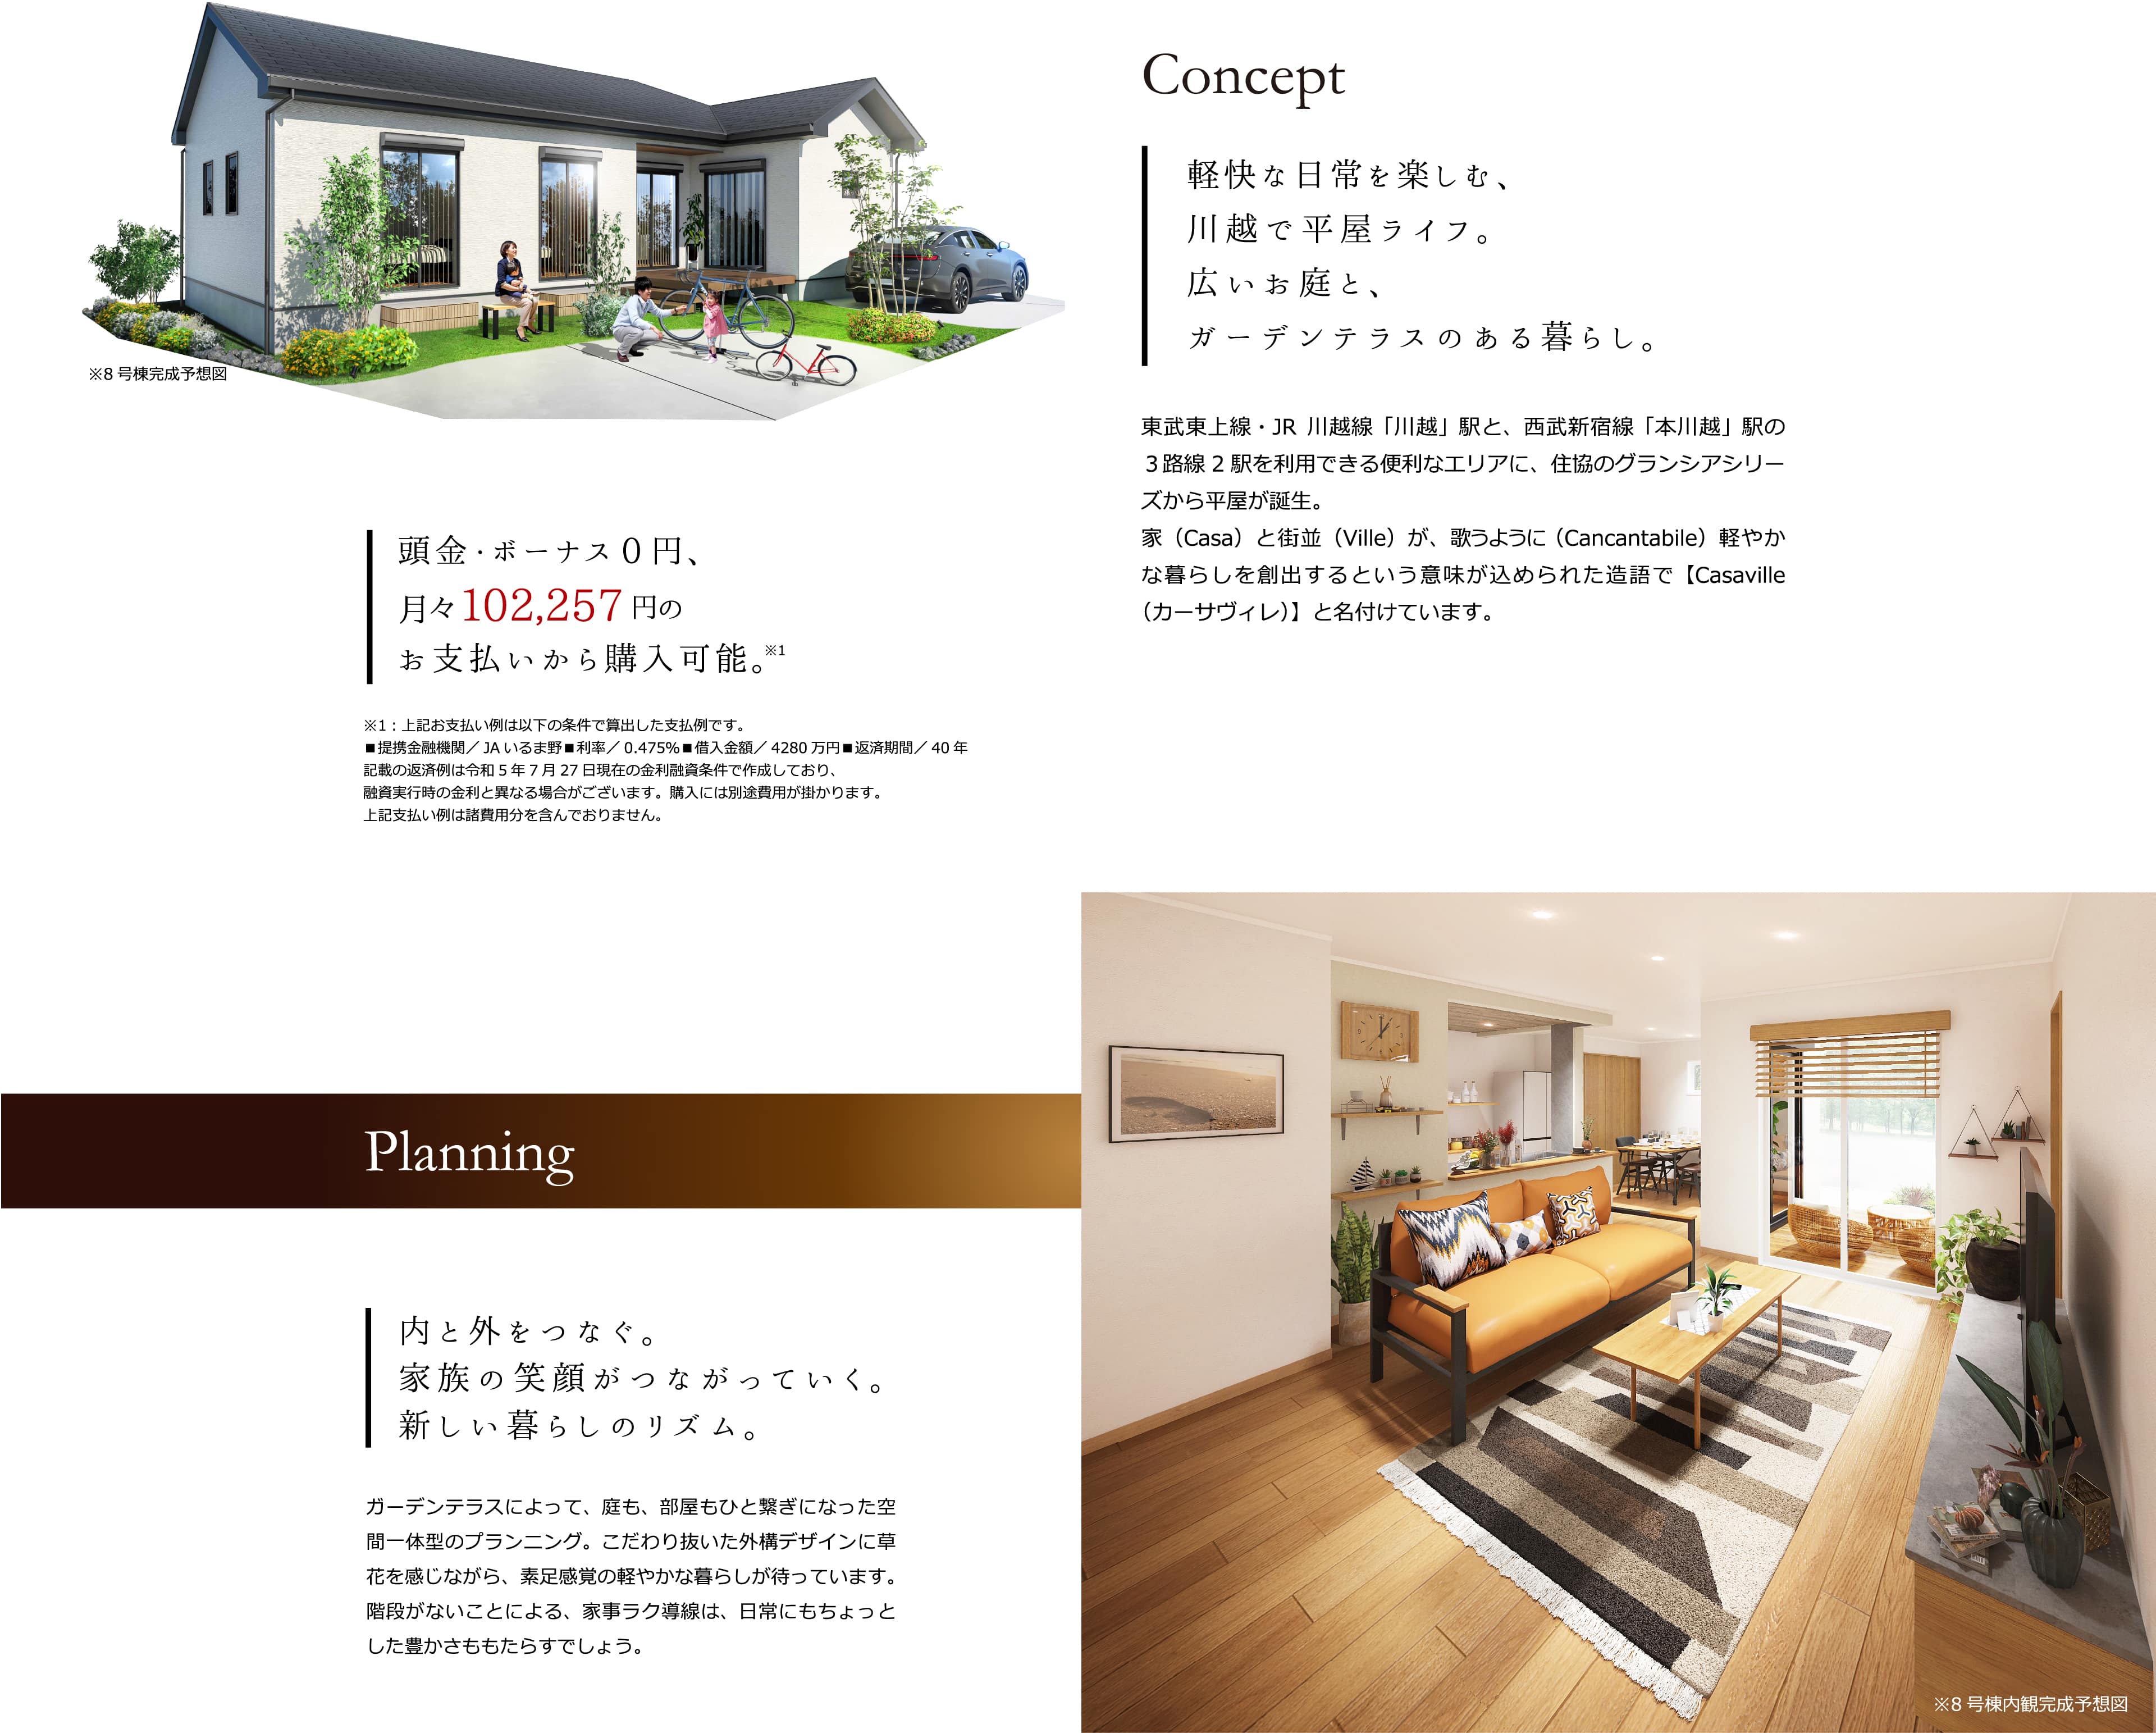 ※8 号棟完成予想図
頭金・ボーナス０円、
月々102,257 円の
お支払いから購入可能。※1
※1：上記お支払い例は以下の条件で算出した支払例です。
■提携金融機関／ JA いるま野■利率／ 0.475%■借入金額／ 4280 万円■返済期間／ 40 年
記載の返済例は令和 5 年 7 月 27 日現在の金利融資条件で作成しており、
融資実行時の金利と異なる場合がございます。購入には別途費用が掛かります。
上記支払い例は諸費用分を含んでおりません。
Concept
軽快な日常を楽しむ、
川越で平屋ライフ。
広いお庭と、
ガーデンテラスのある暮らし。
東武東上線・JR 川越線「川越」駅と、西武新宿線「本川越」駅の
３路線 2 駅を利用できる便利なエリアに、住協のグランシアシリー
ズから平屋が誕生。
家（Casa）と街並（Ville）が、歌うように（Cancantabile）軽やか
な暮らしを創出するという意味が込められた造語で【Casaville
（カーサヴィレ）】と名付けています。
Planning
内と外をつなぐ。
家族の笑顔がつながっていく。
新しい暮らしのリズム。
ガーデンテラスによって、庭も、部屋もひと繋ぎになった空
間一体型のプランニング。こだわり抜いた外構デザインに草
花を感じながら、素足感覚の軽やかな暮らしが待っています。
階段がないことによる、家事ラク導線は、日常にもちょっと
した豊かさももたらすでしょう。
※8 号棟内観完成予想図